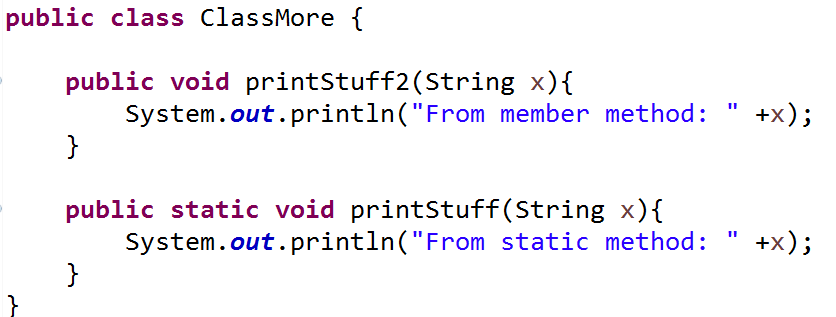 public class ClassMore {
public void printStuff2(String x){
System.out.println("From member method: " +x);
}
public static void printStuff(String x){
System.out.println("From static method: " +x);
}
}